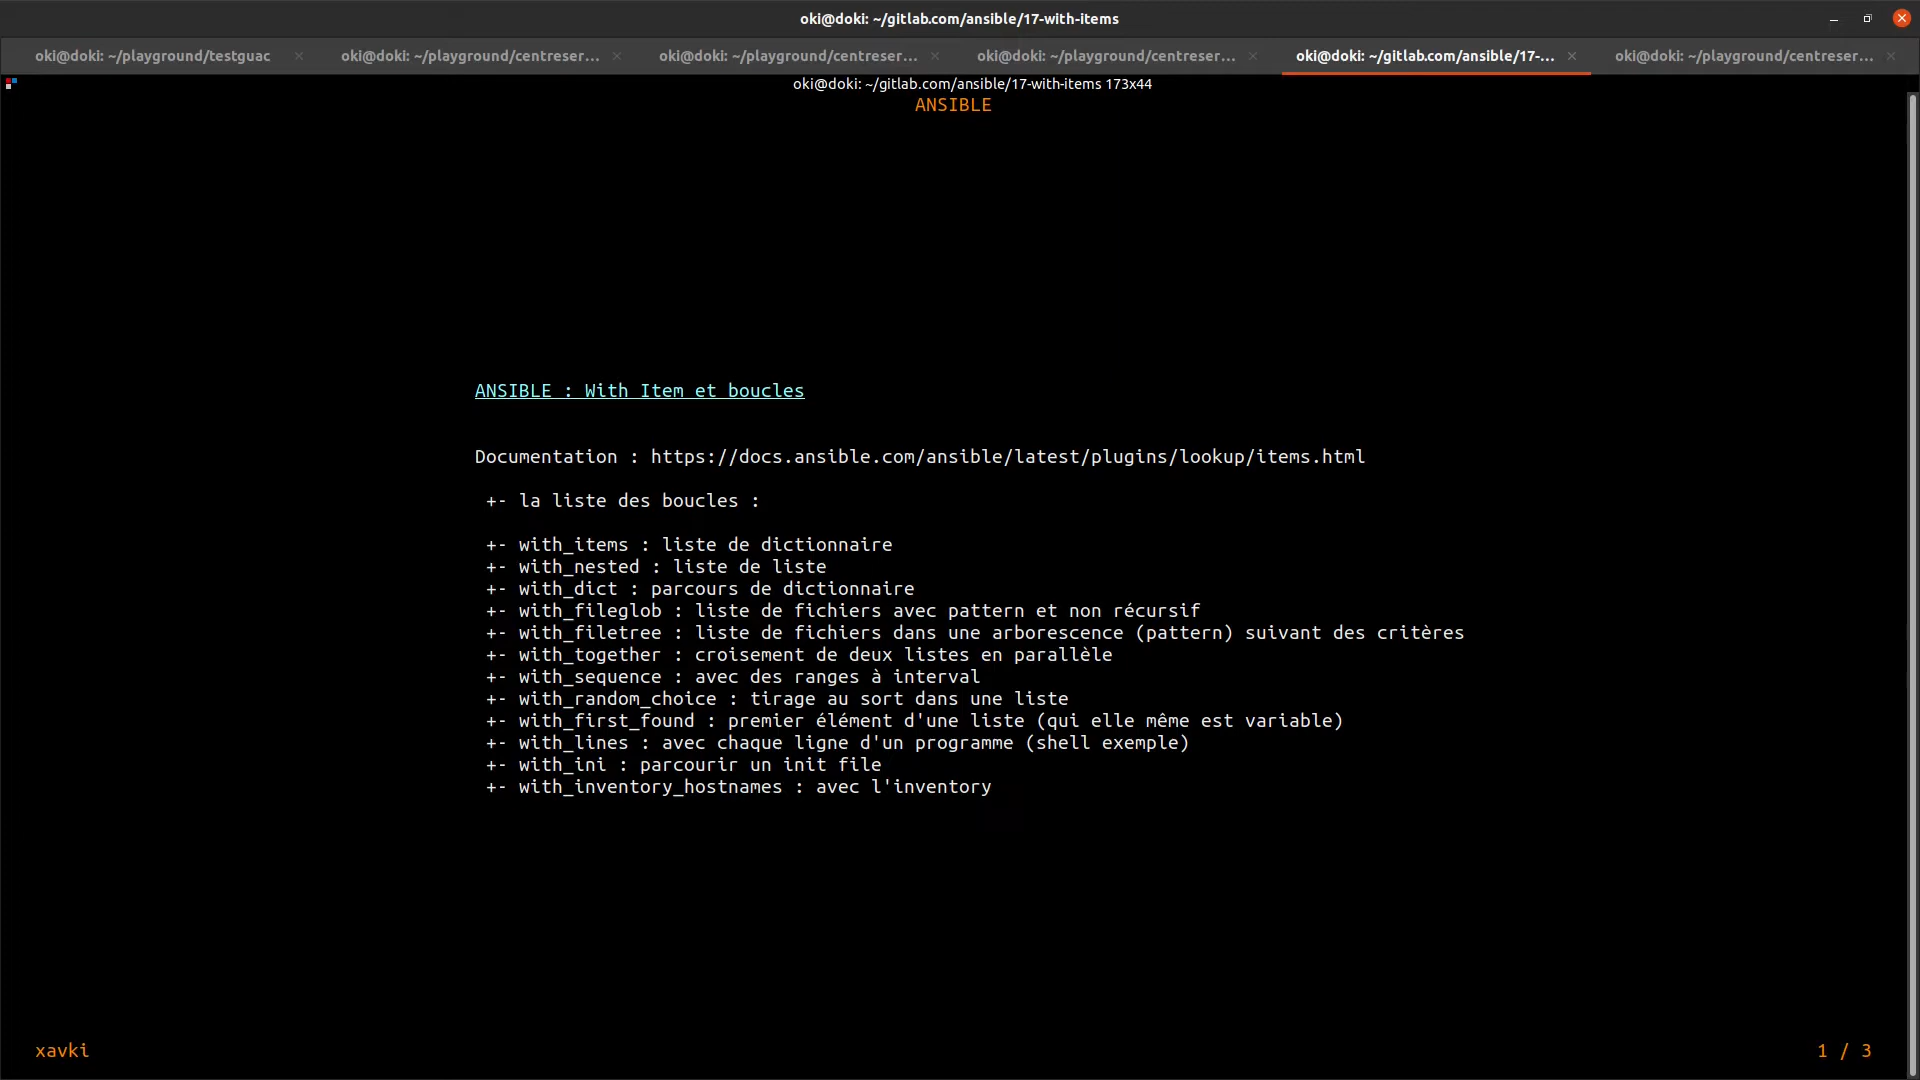 oki@doki: ~/gitlab.com/ansible/17-with-items
oki@doki: ~/playground/testguac
oki@doki: ~/playground/centreser...
oki@doki: ~/playground/centreser...
oki@doki: ~/playground/centreser...
oki@doki: ~/gitlab.com/ansible/17-...
oki@doki: ~/playground/centreser...
oki@doki: ~/gitlab.com/ansible/17-with-items 173x44
ANSIBLE
ANSIBLE : With Item et boucles
Documentation : https://docs.ansible.com/ansible/latest/plugins/lookup/items.html
+- la liste des boucles :
+- with_items : liste de dictionnaire
+- with_nested : liste de liste
+- with_dict : parcours de dictionnaire
+- with_fileglob : liste de fichiers avec pattern et non récursif
+- with_filetree : liste de fichiers dans une arborescence (pattern) suivant des critères
+- with_together : croisement de deux listes en parallèle
+- with_sequence : avec des ranges à interval
+- with_random_choice : tirage au sort dans une liste
+- with_first_found : premier élément d'une liste (qui elle même est variable)
+- with_lines : avec chaque ligne d'un programme (shell exemple)
+- with_ini : parcourir un init file
+- with_inventory_hostnames : avec l'inventory
xavki
1 / 3